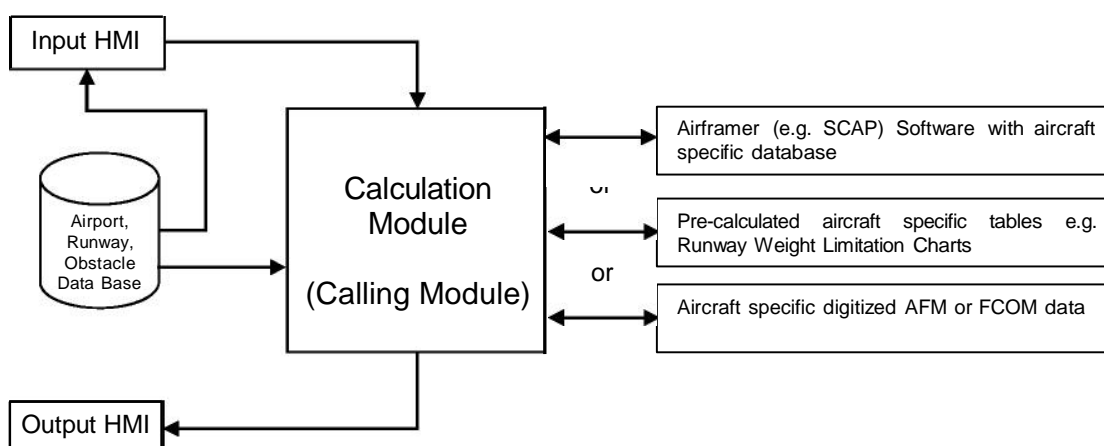 Input HMI
Airport,
Runway,
Obstacle
Data Base
Calculation
Module
(Calling Module)
Airframer (e.g. SCAP) Software with aircraft
specific database
or
Pre-calculated aircraft specific tables e.g.
Runway Weight Limitation Charts
or
Aircraft specific digitized AFM or FCOM data
Output HMI